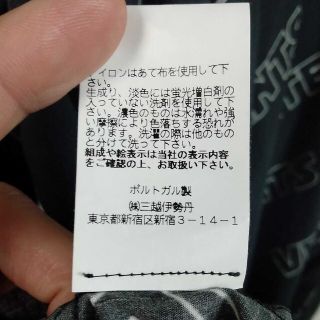 アイロンはあて布を使用して下
さい。
生成り、淡色には蛍光増白剤の
入っていない洗剤を使用して下
さい。濃色のものは水濡れや強
い摩擦により色落ちする恐れが
あります。洗濯の際は他のもの
と分けて洗って下さい。
組成や絵表示は当社の表示内容
をご確認の上、お取扱い下さい。
ポルトガル製
㈱三越伊勢丹
東京都新宿区新宿3-14-1